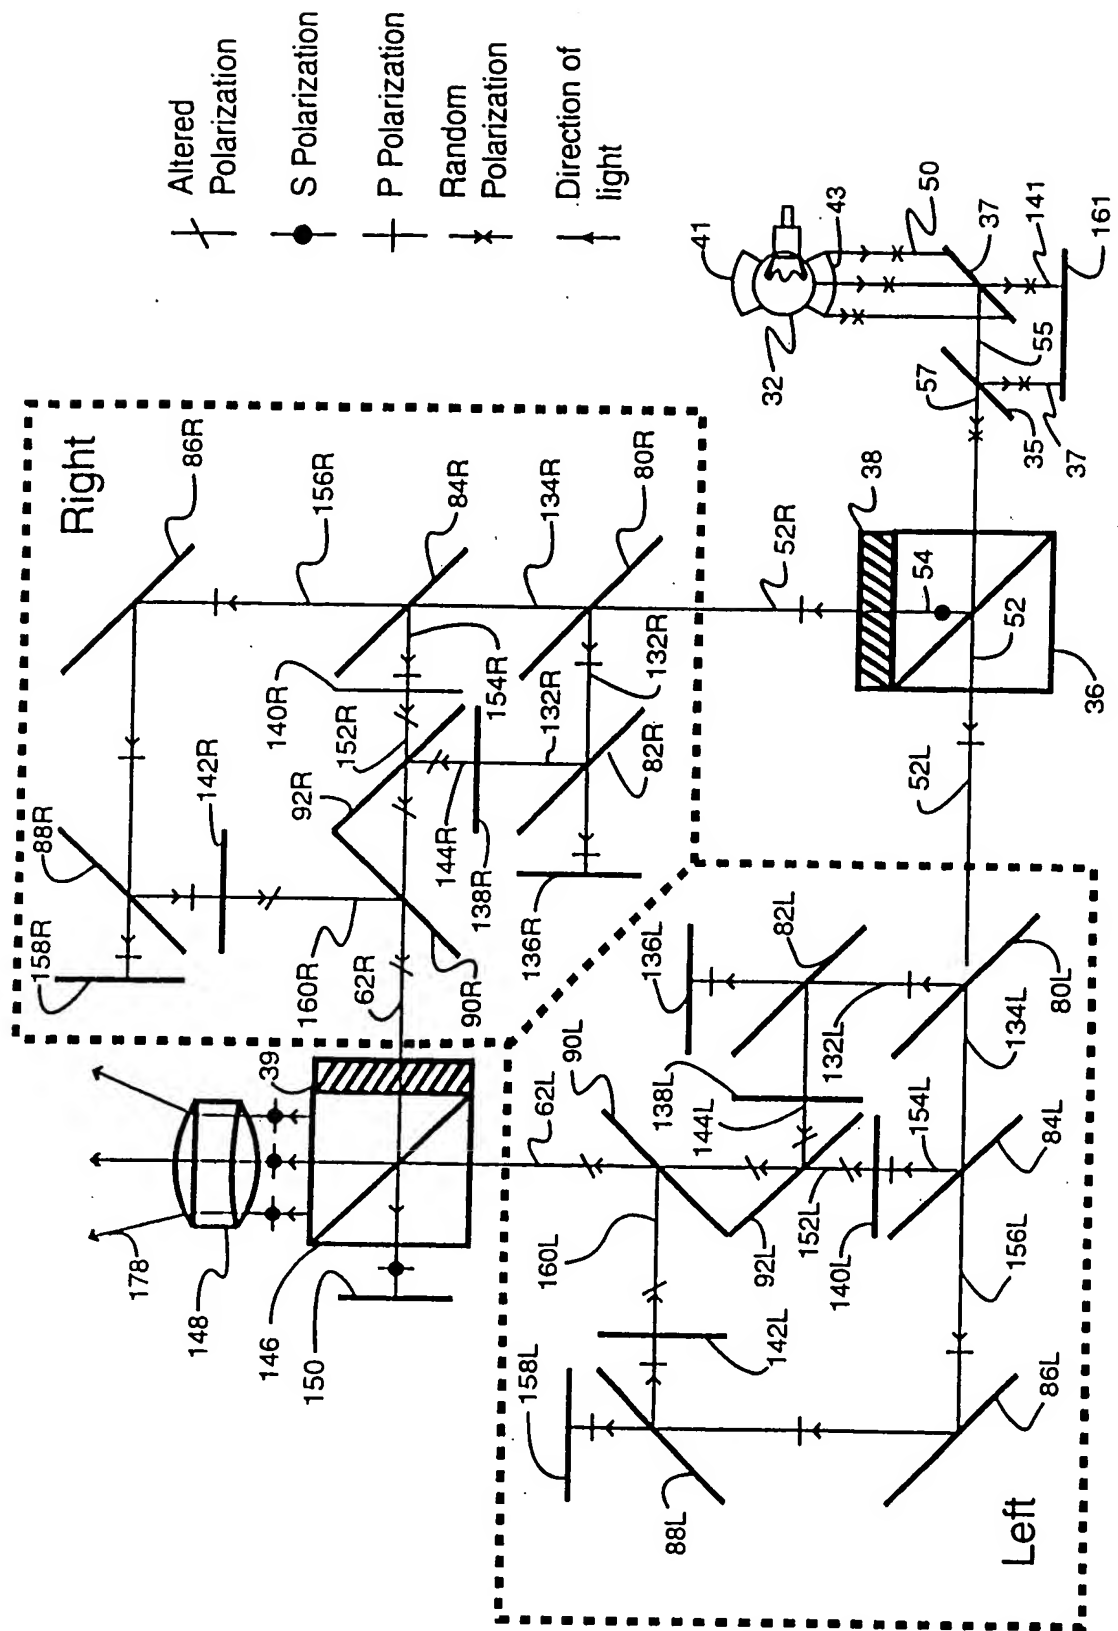 Altered
Polarization
S Polarization
P Polarization
Random
Polarization
Direction of
light
Right
86R
156R
84R
134R
80R
52R
38
54
52
36
52L
88R
142R
158R
140R
152R
92R
154R
132R
132R
82R
144R
138R
136R
160R
62R
90R
39
178
148
146
150
41
43
50
32
37
141
161
55
57
35
37
136L
82L
90L
138L
132L
80L
134L
62L
144L
154L
84L
152L
160L
92L
140L
156L
158L
142L
88L
86L
Left